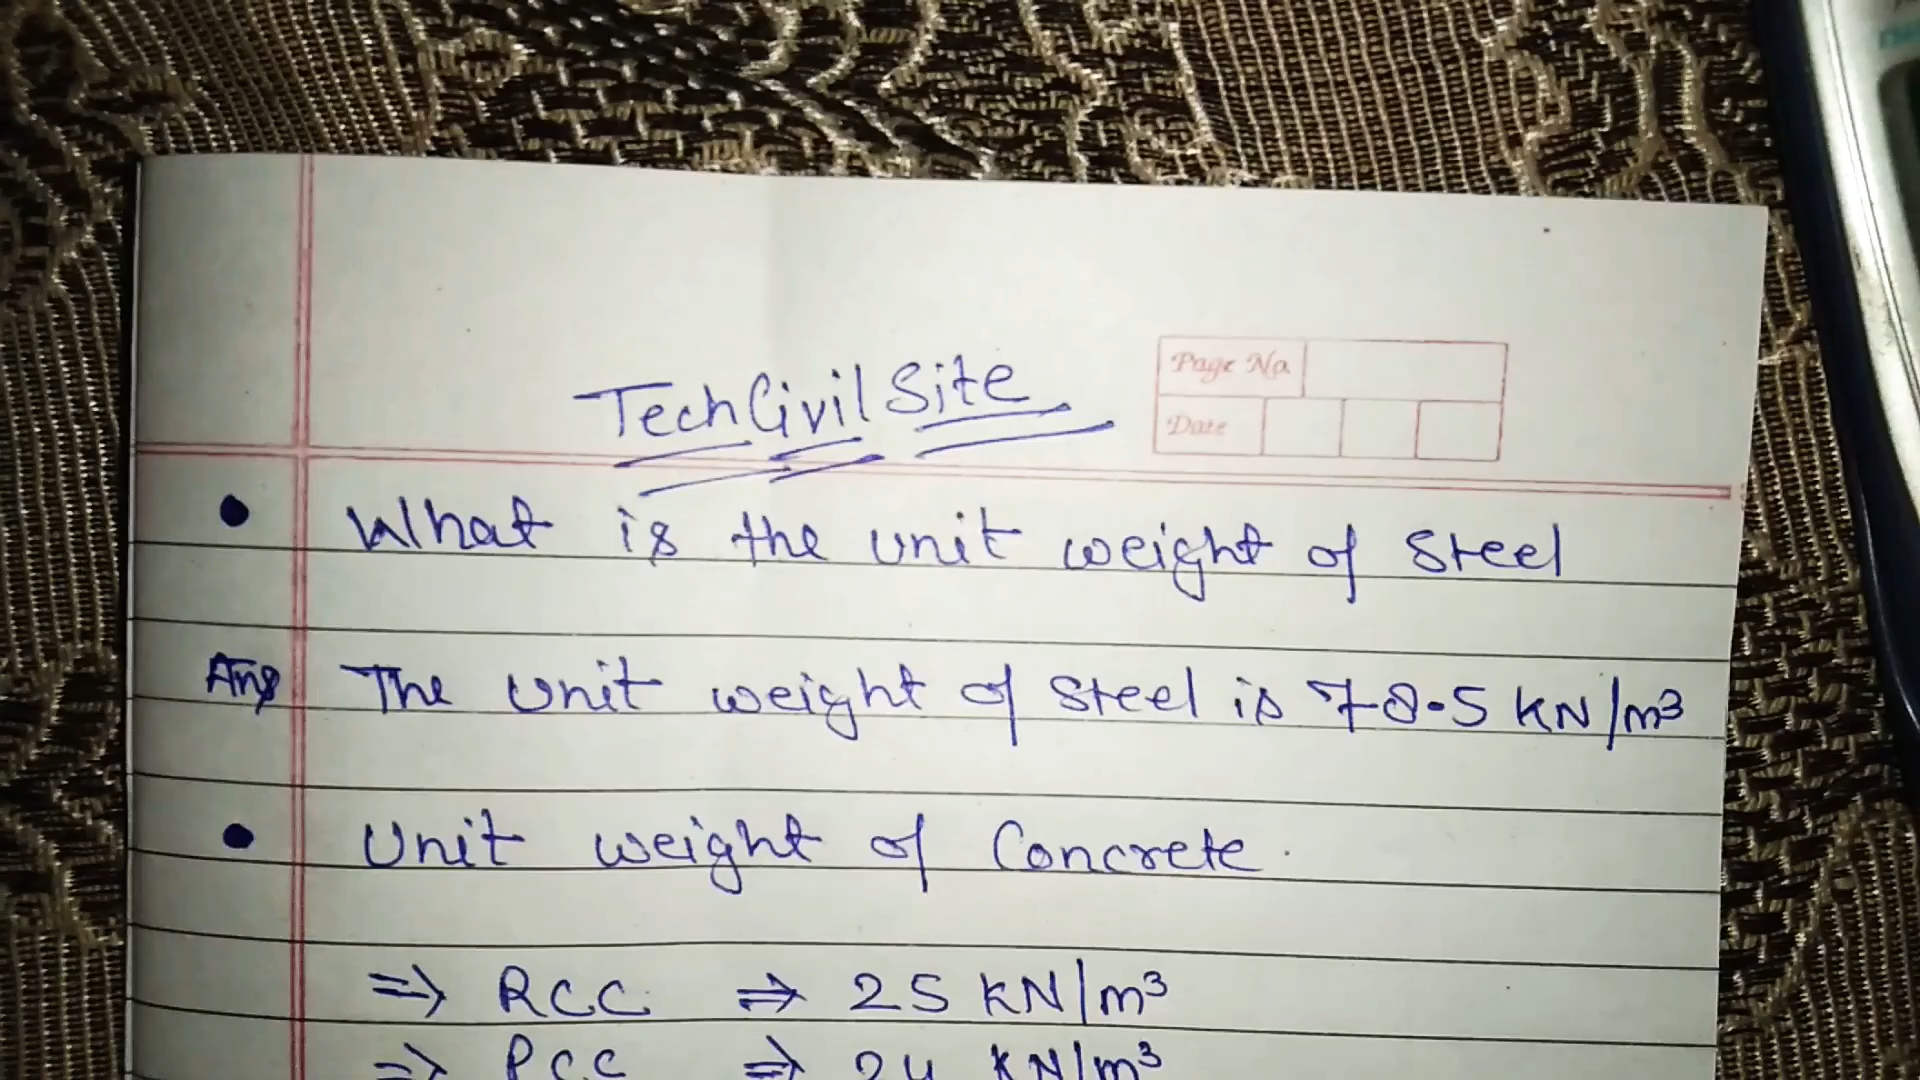 TechCivil Site
Page No.
Date
• What is the unit weight of Steel
Ans The unit weight of Steel is 78.5 KN/m³
• Unit weight of Concrete.
⇒ RCC ⇒ 25 KN/m³
⇒ PCC ⇒ 24 KN/m³